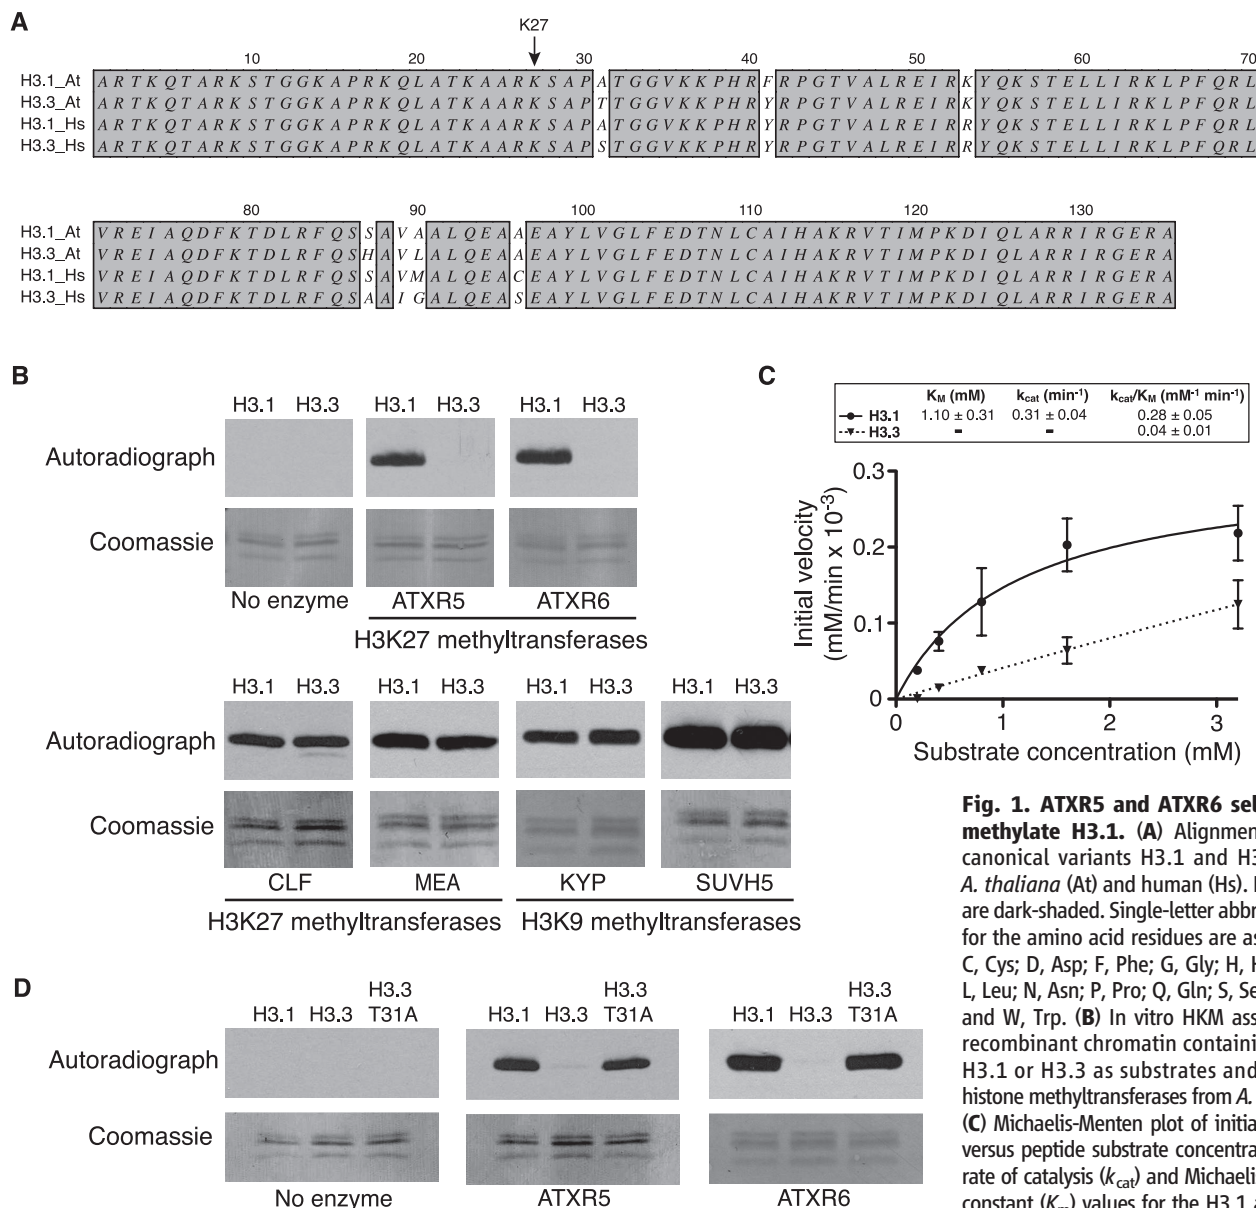 A
K27
10 20 30 40 50 60 70
H3.1_At ARTKQTARKSTGGKAPRKQLATKAARKSAPATGGVKKPHRFRPGTVALREIRKYQKSTELLIRKLPFQRL
H3.3_At ARTKQTARKSTGGKAPRKQLATKAARKSAPTTGGVKKPHRYRPGTVALREIRKYQKSTELLIRKLPFQRL
H3.1_Hs ARTKQTARKSTGGKAPRKQLATKAARKSAPATGGVKKPHRYRPGTVALREIRRYQKSTELLIRKLPFQRL
H3.3_Hs ARTKQTARKSTGGKAPRKQLATKAARKSAPSTGGVKKPHRYRPGTVALREIRRYQKSTELLIRKLPFQRL
80 90 100 110 120 130
H3.1_At VREIAQDFKTDLRFQSSAVAALQEAAEAYLVGLFEDTNLCAIHAKRVTIMPKDIQLARRIRGERA
H3.3_At VREIAQDFKTDLRFQSHAVLALQEAAEAYLVGLFEDTNLCAIHAKRVTIMPKDIQLARRIRGERA
H3.1_Hs VREIAQDFKTDLRFQSSAVMALQEACEAYLVGLFEDTNLCAIHAKRVTIMPKDIQLARRIRGERA
H3.3_Hs VREIAQDFKTDLRFQSAAIGALQEASEAYLVGLFEDTNLCAIHAKRVTIMPKDIQLARRIRGERA
B
H3.1 H3.3 H3.1 H3.3 H3.1 H3.3
Autoradiograph
Coomassie
No enzyme ATXR5 ATXR6
H3K27 methyltransferases
H3.1 H3.3 H3.1 H3.3 H3.1 H3.3 H3.1 H3.3
Autoradiograph
Coomassie
CLF MEA KYP SUVH5
H3K27 methyltransferases H3K9 methyltransferases
C
KM (mM) kcat (min-1) kcat/KM (mM-1 min-1)
H3.1 1.10 ± 0.31 0.31 ± 0.04 0.28 ± 0.05
H3.3 - - 0.04 ± 0.01
Initial velocity
(mM/min x 10-3)
0.3
0.2
0.1
0
0 1 2 3
Substrate concentration (mM)
D
H3.1 H3.3 H3.3 T31A H3.1 H3.3 H3.3 T31A H3.1 H3.3 H3.3 T31A
Autoradiograph
Coomassie
No enzyme ATXR5 ATXR6
Fig. 1. ATXR5 and ATXR6 sel
methylate H3.1. (A) Alignmen
canonical variants H3.1 and H3
A. thaliana (At) and human (Hs).
are dark-shaded. Single-letter abbr
for the amino acid residues are as
C, Cys; D, Asp; F, Phe; G, Gly; H, H
L, Leu; N, Asn; P, Pro; Q, Gln; S, Se
and W, Trp. (B) In vitro HKM ass
recombinant chromatin containi
H3.1 or H3.3 as substrates and
histone methyltransferases from A.
(C) Michaelis-Menten plot of initia
versus peptide substrate concentra
rate of catalysis (kcat) and Michaeli
constant (Km) values for the H3.1 a